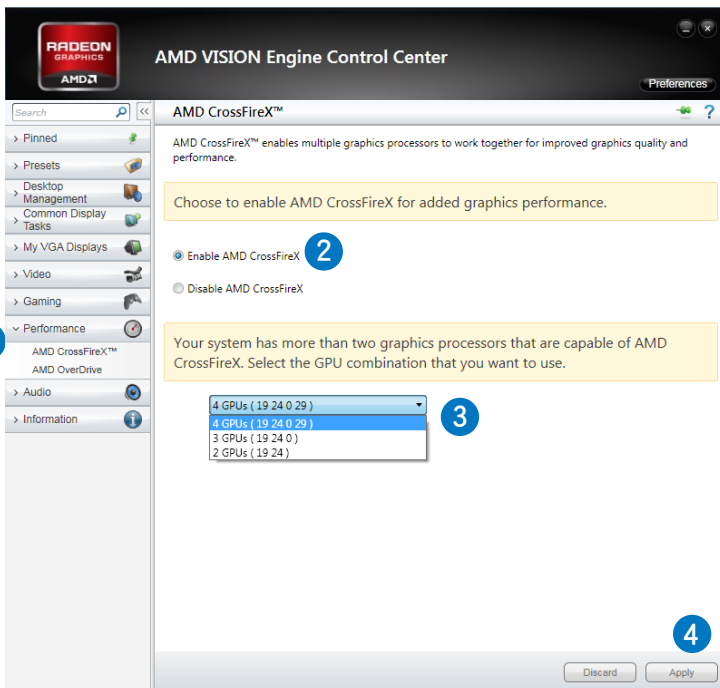 RADEON
GRAPHICS
AMD
AMD VISION Engine Control Center
Preferences
Search
<<
AMD CrossFireX™
?
> Pinned
> Presets
> Desktop
Management
> Common Display
Tasks
> My VGA Displays
> Video
> Gaming
Performance
AMD CrossFireX™
AMD OverDrive
> Audio
> Information
AMD CrossFireX™ enables multiple graphics processors to work together for improved graphics quality and
performance.
Choose to enable AMD CrossFireX for added graphics performance.
Enable AMD CrossFireX 2
Disable AMD CrossFireX
Your system has more than two graphics processors that are capable of AMD
CrossFireX. Select the GPU combination that you want to use.
4 GPUs ( 19 24 0 29 )
3
4 GPUs ( 19 24 0 29 )
3 GPUs ( 19 24 0 )
2 GPUs ( 19 24 )
4
Discard
Apply